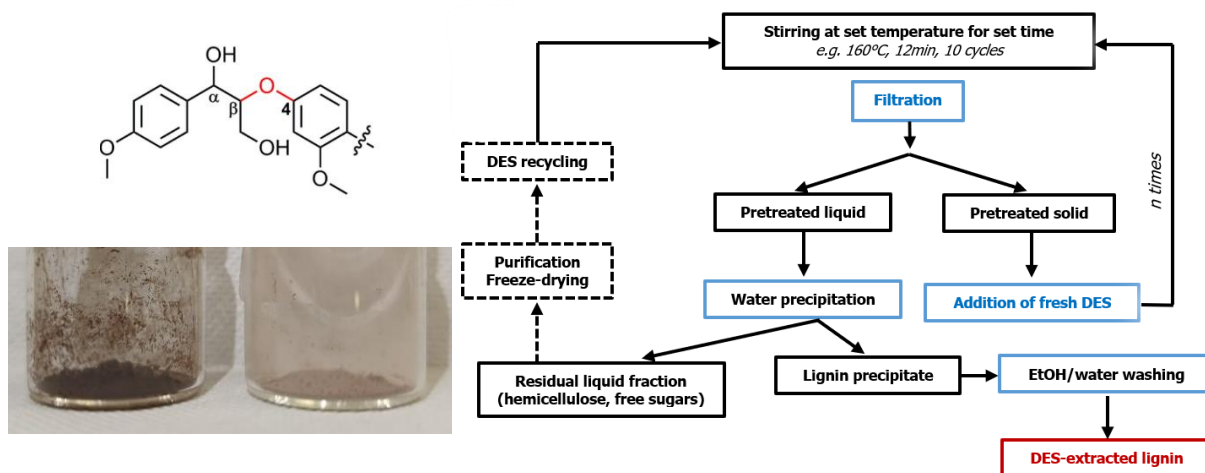 OH
α
β
O
4
OH
O
O
Stirring at set temperature for set time
e.g. 160ºC, 12min, 10 cycles
Filtration
DES recycling
Pretreated liquid
Pretreated solid
n times
Purification
Freeze-drying
Water precipitation
Addition of fresh DES
Residual liquid fraction
(hemicellulose, free sugars)
Lignin precipitate
EtOH/water washing
DES-extracted lignin